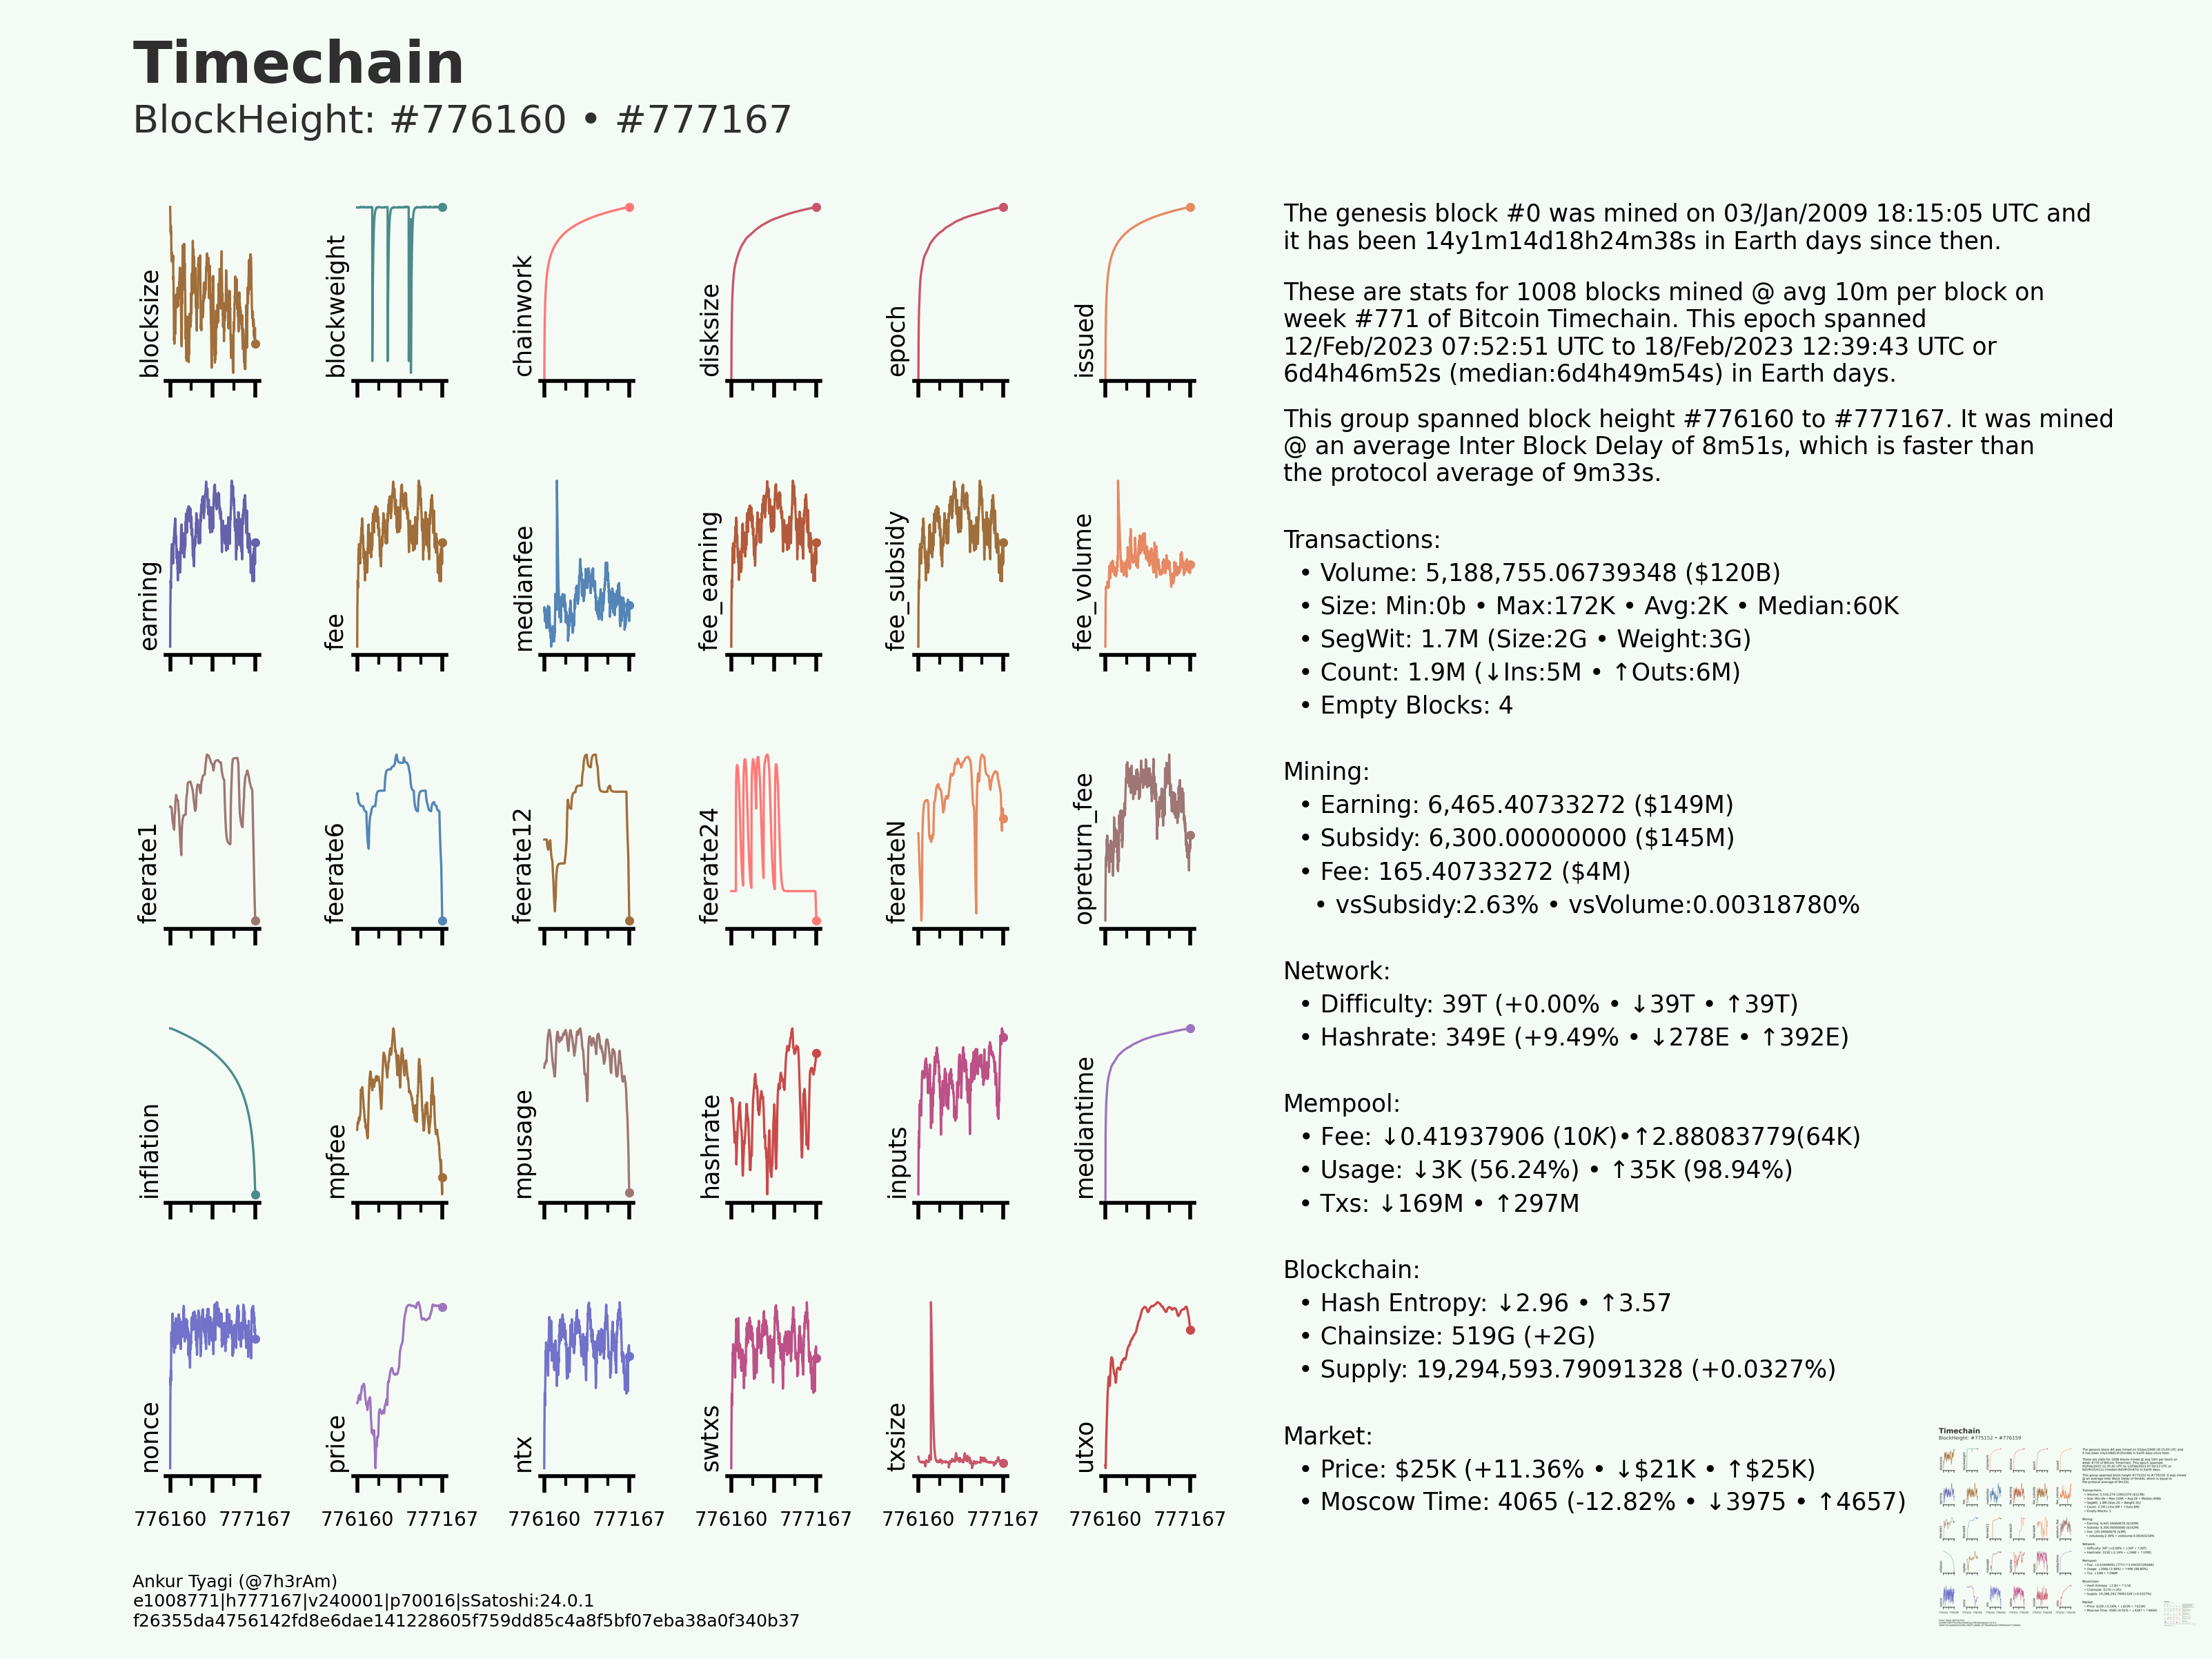 Timechain
BlockHeight: #776160 • #777167
blocksize
blockweight
chainwork
disksize
epoch
issued
earning
fee
medianfee
fee_earning
fee_subsidy
fee_volume
feerate1
feerate6
feerate12
feerate24
feerateN
opreturn_fee
inflation
mpfee
mpusage
hashrate
inputs
mediantime
nonce
price
ntx
swtxs
txsize
utxo
776160 777167 776160 777167 776160 777167 776160 777167 776160 777167 776160 777167
The genesis block #0 was mined on 03/Jan/2009 18:15:05 UTC and
it has been 14y1m14d18h24m38s in Earth days since then.
These are stats for 1008 blocks mined @ avg 10m per block on
week #771 of Bitcoin Timechain. This epoch spanned
12/Feb/2023 07:52:51 UTC to 18/Feb/2023 12:39:43 UTC or
6d4h46m52s (median:6d4h49m54s) in Earth days.
This group spanned block height #776160 to #777167. It was mined
@ an average Inter Block Delay of 8m51s, which is faster than
the protocol average of 9m33s.
Transactions:
• Volume: 5,188,755.06739348 ($120B)
• Size: Min:0b • Max:172K • Avg:2K • Median:60K
• SegWit: 1.7M (Size:2G • Weight:3G)
• Count: 1.9M (↓Ins:5M • ↑Outs:6M)
• Empty Blocks: 4
Mining:
• Earning: 6,465.40733272 ($149M)
• Subsidy: 6,300.00000000 ($145M)
• Fee: 165.40733272 ($4M)
• vsSubsidy:2.63% • vsVolume:0.00318780%
Network:
• Difficulty: 39T (+0.00% • ↓39T • ↑39T)
• Hashrate: 349E (+9.49% • ↓278E • ↑392E)
Mempool:
• Fee: ↓0.41937906 (10K)•↑2.88083779(64K)
• Usage: ↓3K (56.24%) • ↑35K (98.94%)
• Txs: ↓169M • ↑297M
Blockchain:
• Hash Entropy: ↓2.96 • ↑3.57
• Chainsize: 519G (+2G)
• Supply: 19,294,593.79091328 (+0.0327%)
Market:
• Price: $25K (+11.36% • ↓$21K • ↑$25K)
• Moscow Time: 4065 (-12.82% • ↓3975 • ↑4657)
Timechain
BlockHeight: #775152 • #776159
Ankur Tyagi (@7h3rAm)
e1008771|h777167|v240001|p70016|sSatoshi:24.0.1
f26355da4756142fd8e6dae141228605f759dd85c4a8f5bf07eba38a0f340b37